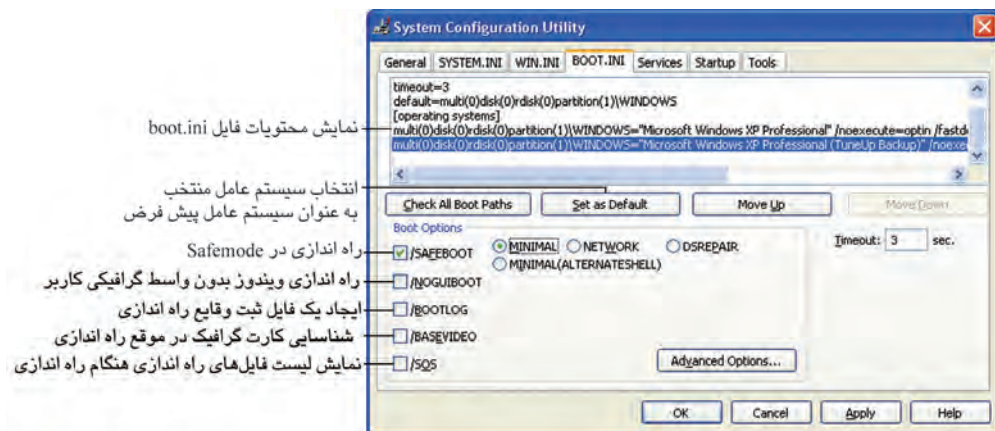 System Configuration Utility
General SYSTEM.INI WIN.INI BOOT.INI Services Startup Tools
timeout=3
default=multi(0)disk(0)rdisk(0)partition(1)\WINDOWS
[operating systems]
multi(0)disk(0)rdisk(0)partition(1)\WINDOWS="Microsoft Windows XP Professional" /noexecute=optin
multi(0)disk(0)rdisk(0)partition(1)\WINDOWS="Microsoft Windows XP Professional (TuneUp Backup)"
نمایش محتویات فایل boot.ini
انتخاب سیستم عامل منتخب
به عنوان سیستم عامل پیش فرض
Check All Boot Paths Set as Default Move Up Move Down
Boot Options
Timeout: 3 sec.
راه اندازی در Safemode
/SAFEBOOT MINIMAL NETWORK DSREPAIR
MINIMAL(ALTERNATESHELL)
راه اندازی ویندوز بدون واسط گرافیکی کاربر
/NOGUIBOOT
ایجاد یک فایل ثبت وقایع راه اندازی
/BOOTLOG
شناسایی کارت گرافیک در موقع راه اندازی
/BASEVIDEO
نمایش لیست فایل‌های راه اندازی هنگام راه اندازی
/SOS
Advanced Options...
OK Cancel Apply Help